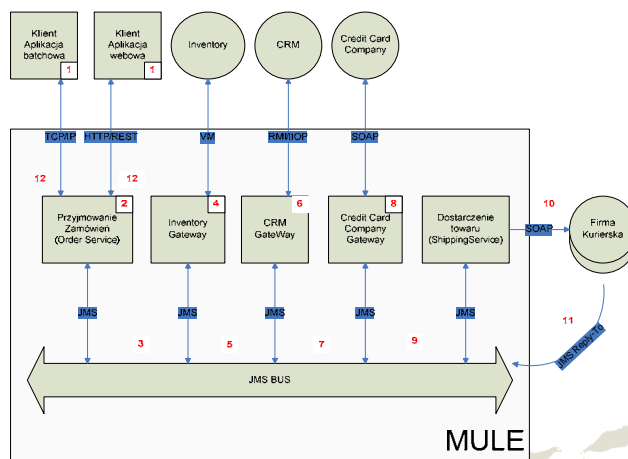 Klient
Aplikacja
batchowa
1
Klient
Aplikacja
webowa
1
Inventory
CRM
Credit Card
Company
TCP/IP
HTTP/REST
VM
RMI/IIOP
SOAP
12
12
2
Przyjmowanie
Zamówień
(Order Service)
4
Inventory
Gateway
6
CRM
GateWay
8
Credit Card
Company
Gateway
Dostarczenie
towaru
(ShippingService)
10
SOAP
Firma
Kurierska
JMS
JMS
JMS
JMS
JMS
3
5
7
9
11
JMS Reply-To
JMS BUS
MULE